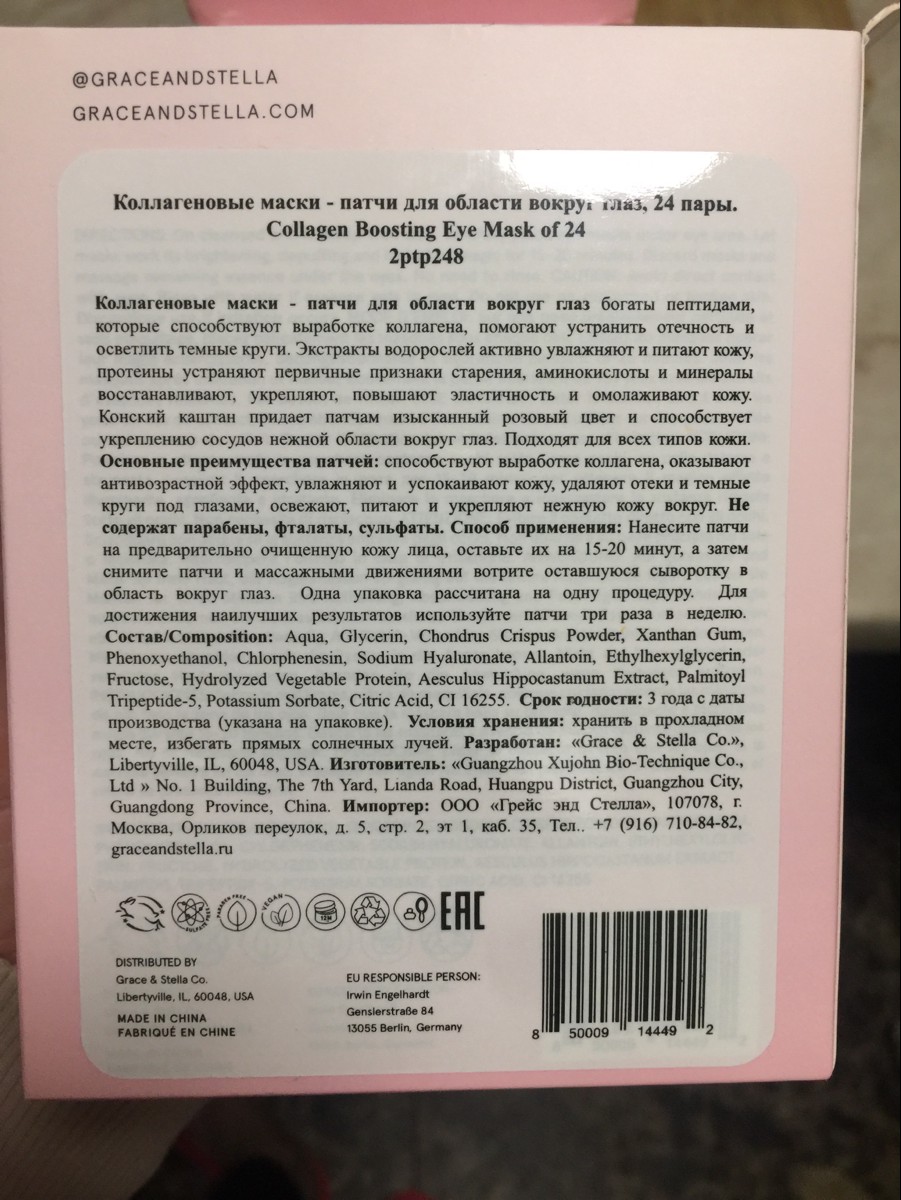 @GRACEANDSTELLA
GRACEANDSTELLA.COM
Коллагеновые маски - патчи для области вокруг глаз, 24 пары.
Collagen Boosting Eye Mask of 24
2ptp248
Коллагеновые маски - патчи для области вокруг глаз богаты пептидами,
которые способствуют выработке коллагена, помогают устранить отечность и
осветлить темные круги. Экстракты водорослей активно увлажняют и питают кожу,
протеины устраняют первичные признаки старения, аминокислоты и минералы
восстанавливают, укрепляют, повышают эластичность и омолаживают кожу.
Конский каштан придает патчам изысканный розовый цвет и способствует
укреплению сосудов нежной области вокруг глаз. Подходят для всех типов кожи.
Основные преимущества патчей: способствуют выработке коллагена, оказывают
антивозрастной эффект, увлажняют и успокаивают кожу, удаляют отеки и темные
круги под глазами, освежают, питают и укрепляют нежную кожу вокруг. Не
содержат парабены, фталаты, сульфаты. Способ применения: Нанесите патчи
на предварительно очищенную кожу лица, оставьте их на 15-20 минут, а затем
снимите патчи и массажными движениями вотрите оставшуюся сыворотку в
область вокруг глаз. Одна упаковка рассчитана на одну процедуру. Для
достижения наилучших результатов используйте патчи три раза в неделю.
Состав/Composition: Aqua, Glycerin, Chondrus Crispus Powder, Xanthan Gum,
Phenoxyethanol, Chlorphenesin, Sodium Hyaluronate, Allantoin, Ethylhexylglycerin,
Fructose, Hydrolyzed Vegetable Protein, Aesculus Hippocastanum Extract, Palmitoyl
Tripeptide-5, Potassium Sorbate, Citric Acid, CI 16255. Срок годности: 3 года с даты
производства (указана на упаковке). Условия хранения: хранить в прохладном
месте, избегать прямых солнечных лучей. Разработан: «Grace & Stella Co.»,
Libertyville, IL, 60048, USA. Изготовитель: «Guangzhou Xujohn Bio-Technique Co.,
Ltd » No. 1 Building, The 7th Yard, Lianda Road, Huangpu District, Guangzhou City,
Guangdong Province, China. Импортер: ООО «Грейс энд Стелла», 107078, г.
Москва, Орликов переулок, д. 5, стр. 2, эт 1, каб. 35, Тел.. +7 (916) 710-84-82,
graceandstella.ru
SULFATE FREE PARABEN FREE VEGAN 12M EAC
DISTRIBUTED BY
Grace & Stella Co.
Libertyville, IL, 60048, USA
MADE IN CHINA
FABRIQUÉ EN CHINE
EU RESPONSIBLE PERSON:
Irwin Engelhardt
Genslerstraße 84
13055 Berlin, Germany
8 50009 14449 2